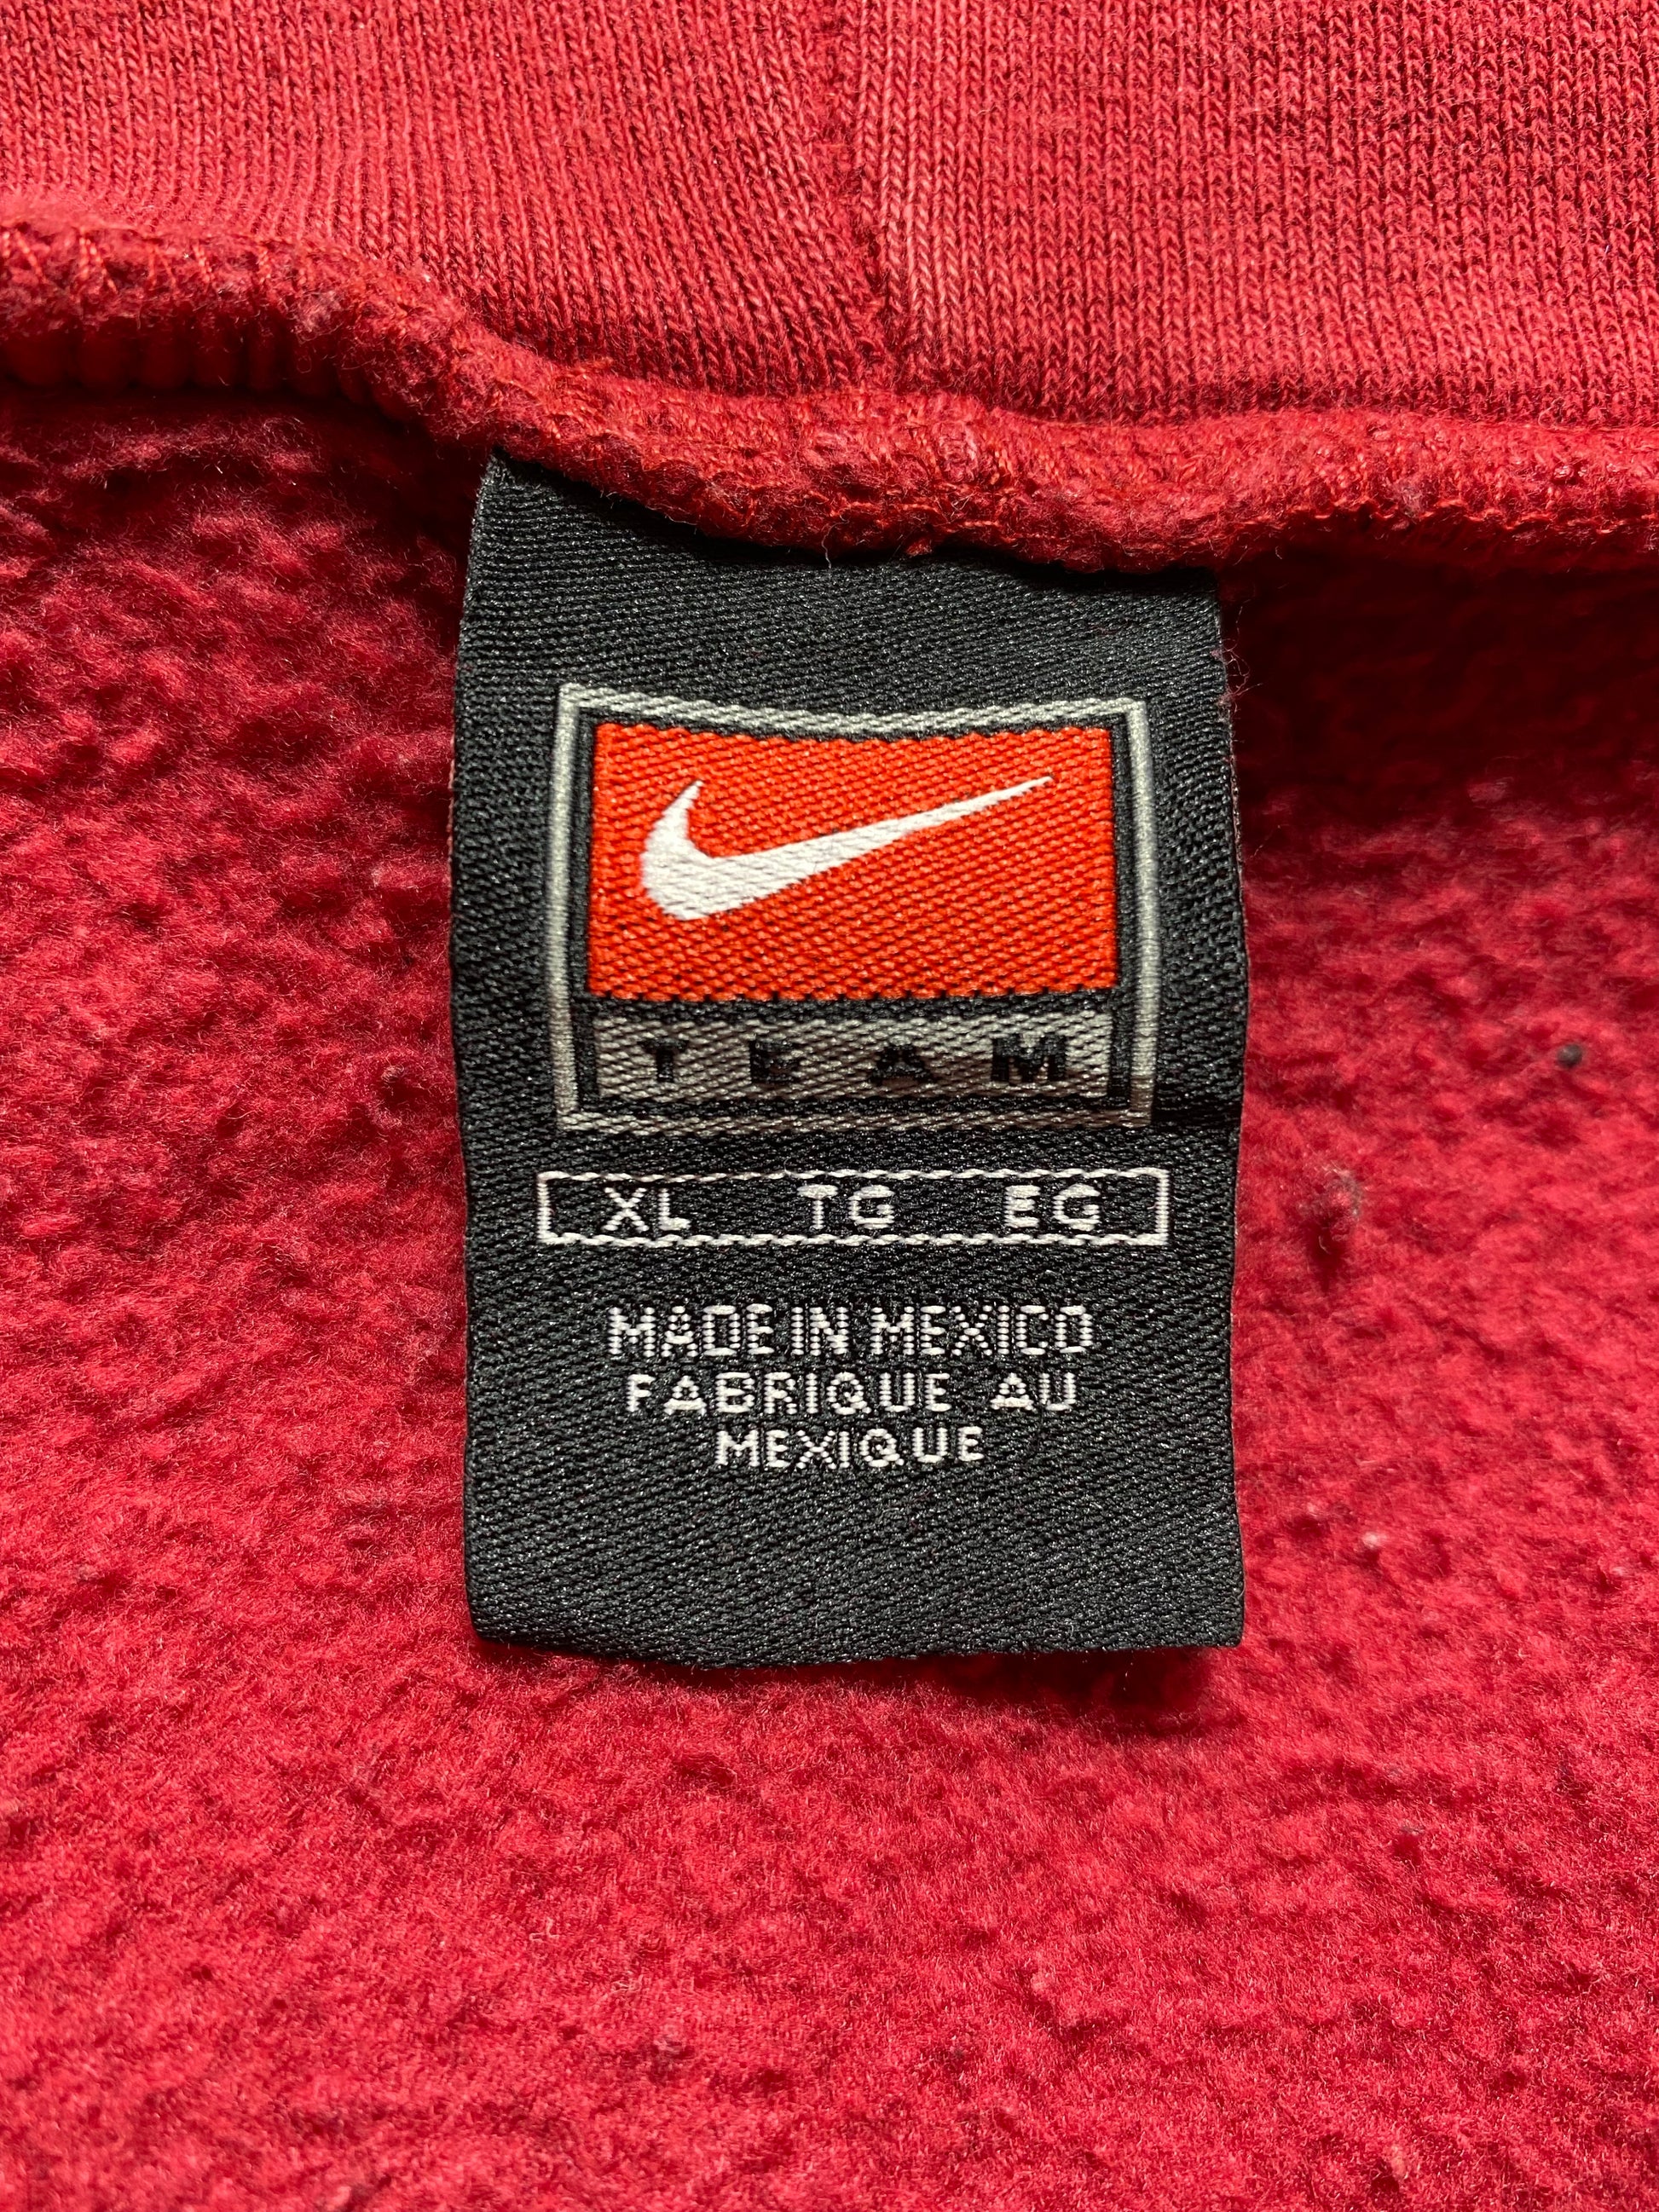 TEAM
XL TG EG
MADE IN MEXICO
FABRIQUE AU
MEXIQUE